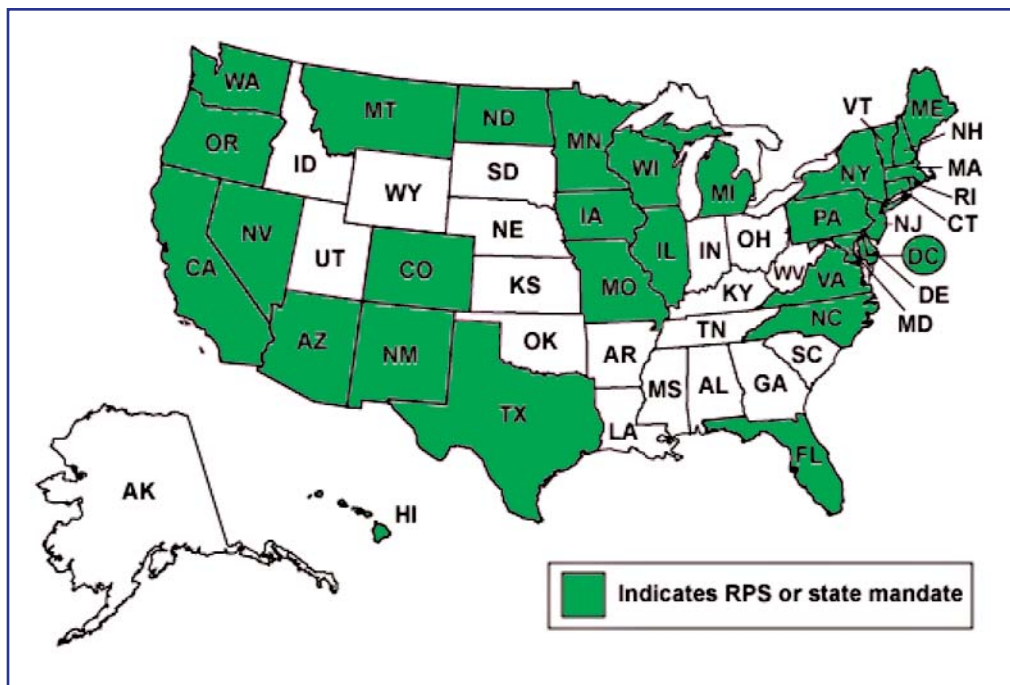 WA
MT
ND
MN
VT
ME
OR
ID
SD
WI
MI
NY
NH
MA
WY
RI
NV
NE
IA
PA
NJ
CT
CA
UT
CO
IL
IN
OH
DC
KS
MO
WV
VA
DE
KY
MD
AZ
NM
OK
AR
TN
NC
SC
TX
MS
AL
GA
LA
FL
AK
HI
Indicates RPS or state mandate